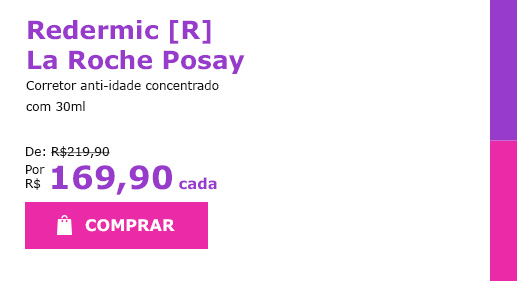 Redermic [R]
La Roche Posay
Corretor anti-idade concentrado
com 30ml
De: R$219,90
Por
R$ 169,90 cada
COMPRAR